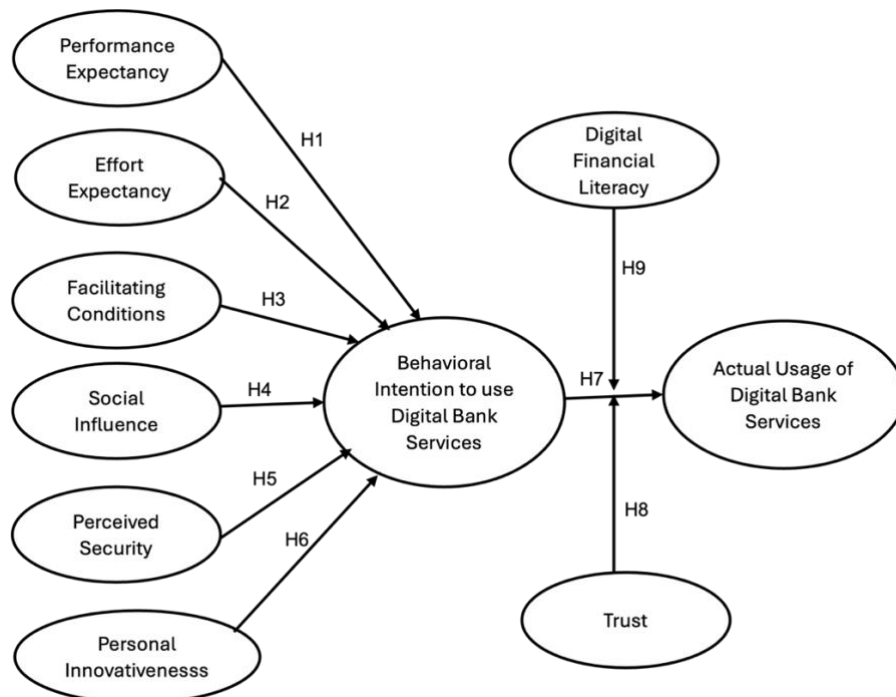 Performance
Expectancy
H1
Effort
Expectancy
H2
Facilitating
Conditions
H3
Social
Influence
H4
Perceived
Security
H5
Personal
Innovativenesss
H6
Behavioral
Intention to use
Digital Bank
Services
H7
Digital
Financial
Literacy
H9
Actual Usage of
Digital Bank
Services
H8
Trust